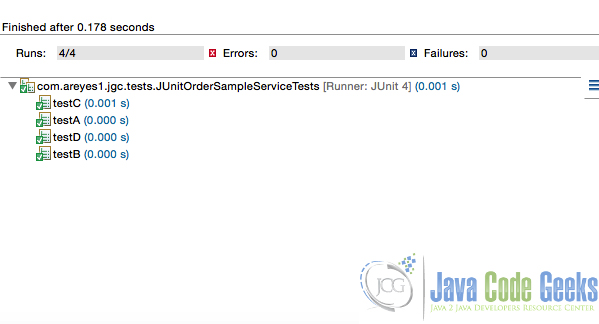 Finished after 0.178 seconds
Runs: 4/4 Errors: 0 Failures: 0
com.areyes1.jgc.tests.JUnitOrderSampleServiceTests [Runner: JUnit 4] (0.001 s)
testC (0.001 s)
testA (0.000 s)
testD (0.000 s)
testB (0.000 s)
JCG
Java Code Geeks
JAVA 2 JAVA DEVELOPERS RESOURCE CENTER